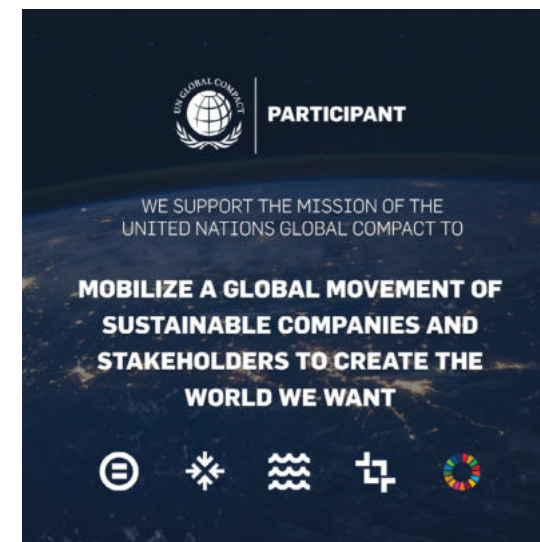 UN GLOBAL COMPACT
PARTICIPANT
WE SUPPORT THE MISSION OF THE
UNITED NATIONS GLOBAL COMPACT TO
MOBILIZE A GLOBAL MOVEMENT OF
SUSTAINABLE COMPANIES AND
STAKEHOLDERS TO CREATE THE
WORLD WE WANT